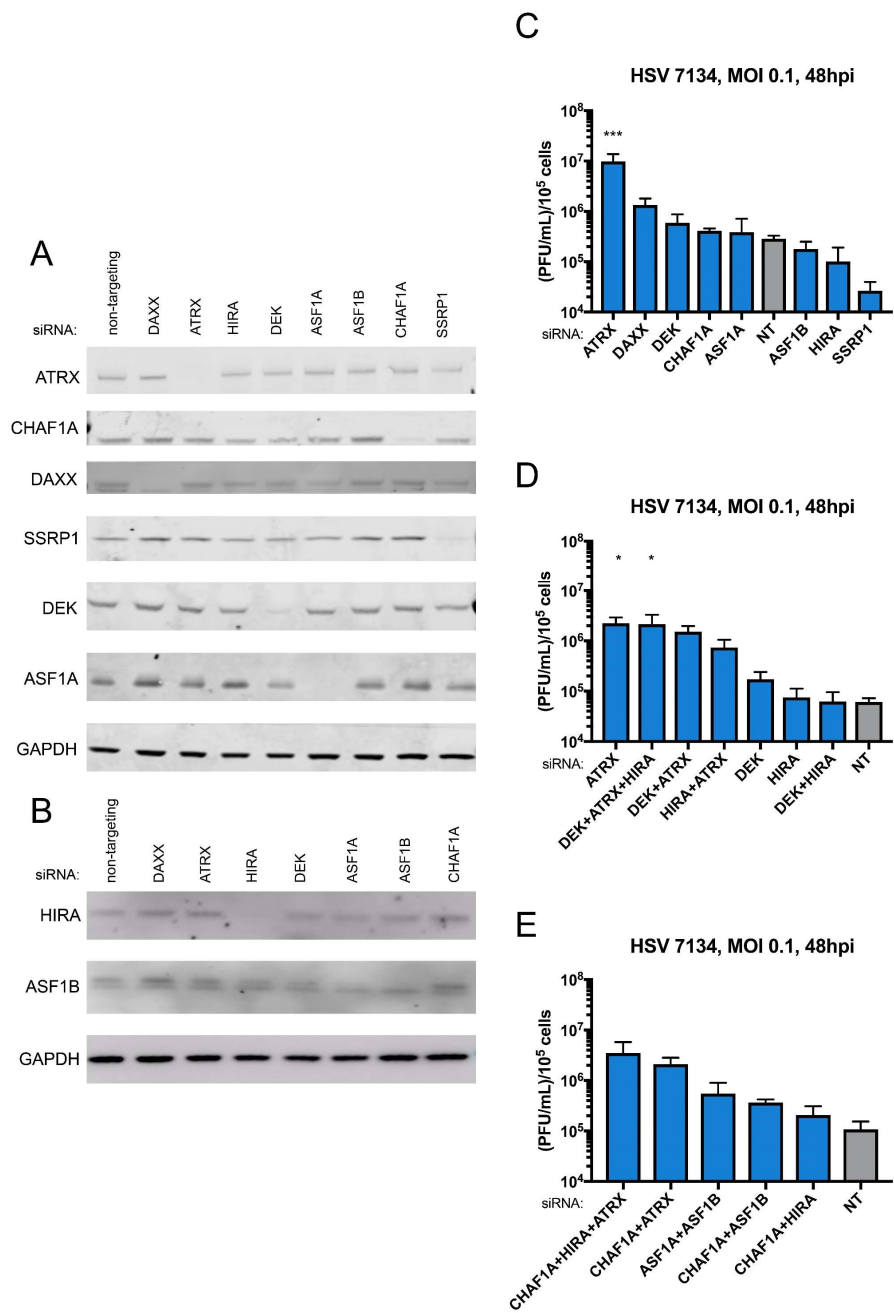 A
siRNA:
non-targeting
DAXX
ATRX
HIRA
DEK
ASF1A
ASF1B
CHAF1A
SSRP1
ATRX
CHAF1A
DAXX
SSRP1
DEK
ASF1A
GAPDH
B
siRNA:
non-targeting
DAXX
ATRX
HIRA
DEK
ASF1A
ASF1B
CHAF1A
HIRA
ASF1B
GAPDH
C
HSV 7134, MOI 0.1, 48hpi
(PFU/mL)/10⁵ cells
10⁸
10⁷
10⁶
10⁵
10⁴
***
siRNA:
ATRX
DAXX
DEK
CHAF1A
ASF1A
NT
ASF1B
HIRA
SSRP1
D
HSV 7134, MOI 0.1, 48hpi
(PFU/mL)/10⁵ cells
10⁸
10⁷
10⁶
10⁵
10⁴
* *
siRNA:
ATRX
DEK+ATRX+HIRA
DEK+ATRX
HIRA+ATRX
DEK
HIRA
DEK+HIRA
NT
E
HSV 7134, MOI 0.1, 48hpi
(PFU/mL)/10⁵ cells
10⁸
10⁷
10⁶
10⁵
10⁴
siRNA:
CHAF1A+HIRA+ATRX
CHAF1A+ATRX
ASF1A+ASF1B
CHAF1A+ASF1B
CHAF1A+HIRA
NT